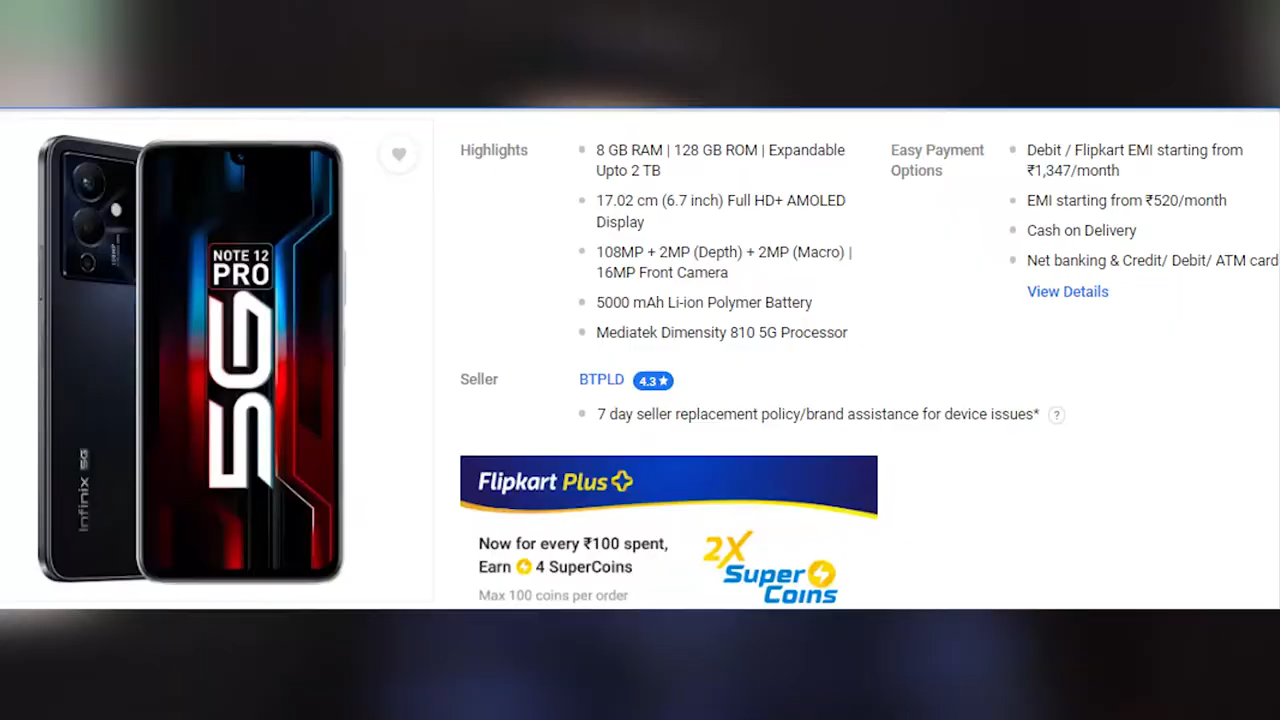 NOTE 12
PRO
5G
Infinix 5G
Highlights
8 GB RAM | 128 GB ROM | Expandable
Upto 2 TB
17.02 cm (6.7 inch) Full HD+ AMOLED
Display
108MP + 2MP (Depth) + 2MP (Macro) |
16MP Front Camera
5000 mAh Li-ion Polymer Battery
Mediatek Dimensity 810 5G Processor
Easy Payment
Options
Debit / Flipkart EMI starting from
₹1,347/month
EMI starting from ₹520/month
Cash on Delivery
Net banking & Credit/ Debit/ ATM card
View Details
Seller
BTPLD 4.3★
7 day seller replacement policy/brand assistance for device issues* ?
Flipkart Plus
Now for every ₹100 spent,
Earn 4 SuperCoins
Max 100 coins per order
2X
Super
Coins